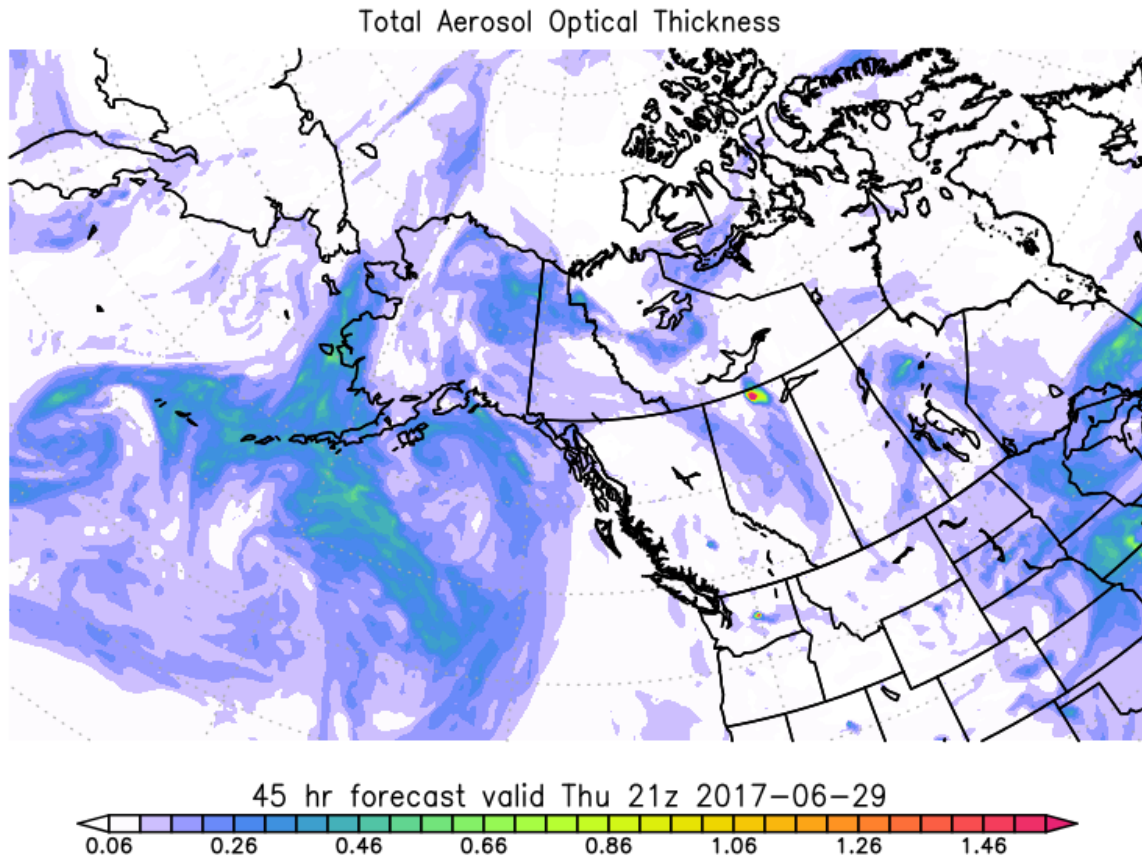 Total Aerosol Optical Thickness
45 hr forecast valid Thu 21z 2017-06-29
0.06 0.26 0.46 0.66 0.86 1.06 1.26 1.46